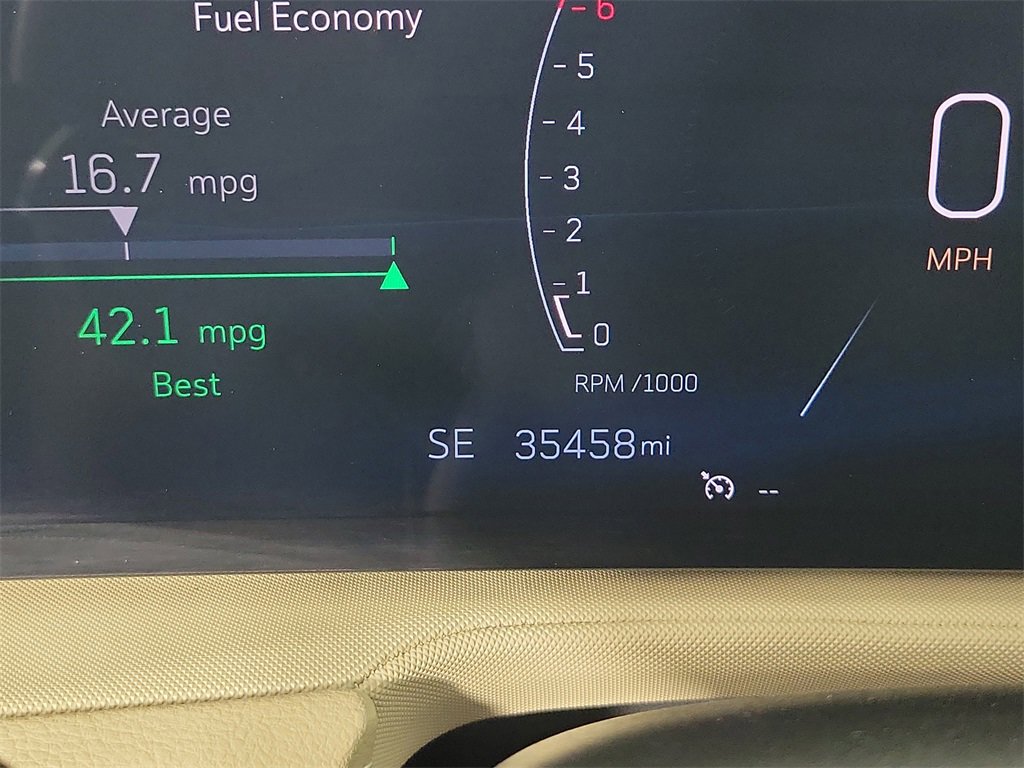 Fuel Economy
Average
16.7 mpg
42.1 mpg
Best
6
5
4
3
2
1
0
RPM /1000
SE 35458mi
--
0
MPH